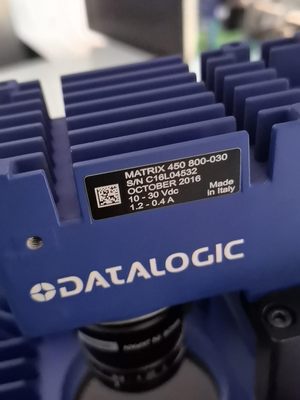 MATRIX 450 800-030
S/N C16L04532
OCTOBER 2016
10 - 30 Vdc
1.2 - 0.4 A
Made
in Italy
DATALOGIC